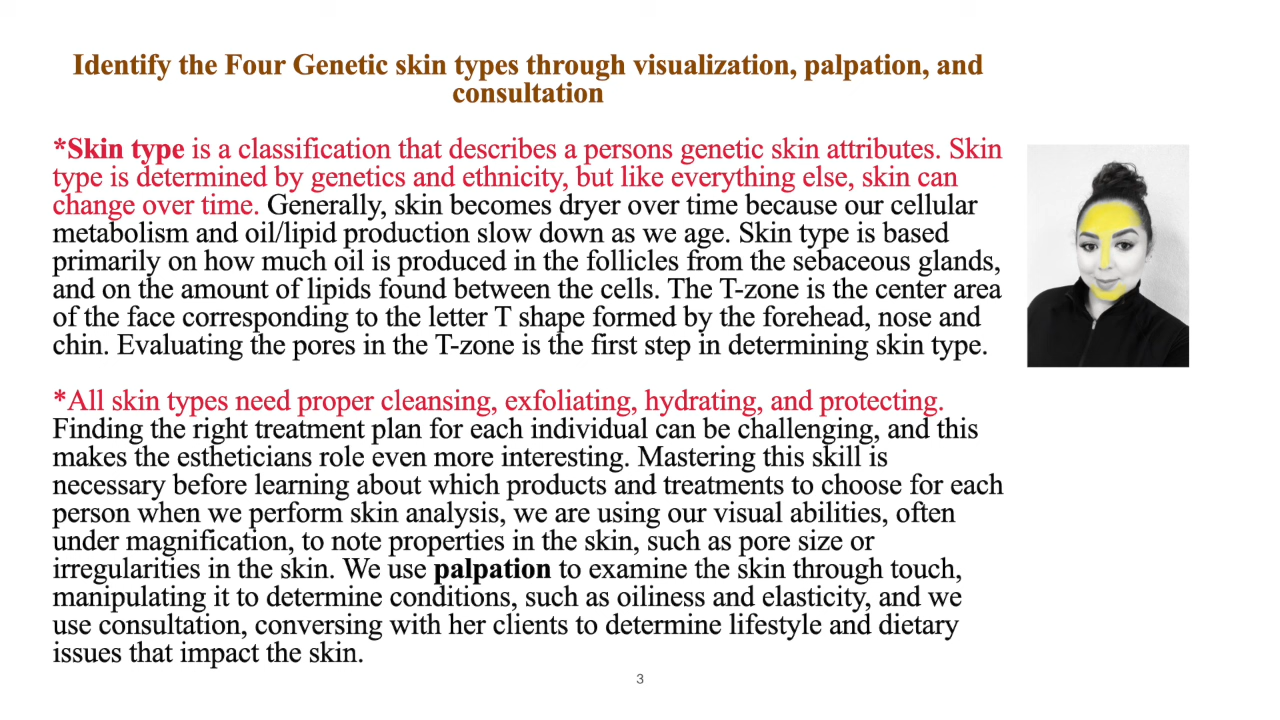 Identify the Four Genetic skin types through visualization, palpation, and
consultation
*Skin type is a classification that describes a persons genetic skin attributes. Skin
type is determined by genetics and ethnicity, but like everything else, skin can
change over time. Generally, skin becomes dryer over time because our cellular
metabolism and oil/lipid production slow down as we age. Skin type is based
primarily on how much oil is produced in the follicles from the sebaceous glands,
and on the amount of lipids found between the cells. The T-zone is the center area
of the face corresponding to the letter T shape formed by the forehead, nose and
chin. Evaluating the pores in the T-zone is the first step in determining skin type.
*All skin types need proper cleansing, exfoliating, hydrating, and protecting.
Finding the right treatment plan for each individual can be challenging, and this
makes the estheticians role even more interesting. Mastering this skill is
necessary before learning about which products and treatments to choose for each
person when we perform skin analysis, we are using our visual abilities, often
under magnification, to note properties in the skin, such as pore size or
irregularities in the skin. We use palpation to examine the skin through touch,
manipulating it to determine conditions, such as oiliness and elasticity, and we
use consultation, conversing with her clients to determine lifestyle and dietary
issues that impact the skin.
3